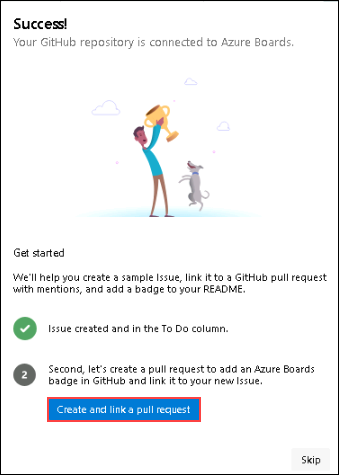 Success!
Your GitHub repository is connected to Azure Boards.
Get started
We'll help you create a sample Issue, link it to a GitHub pull request
with mentions, and add a badge to your README.
Issue created and in the To Do column.
2
Second, let's create a pull request to add an Azure Boards
badge in GitHub and link it to your new Issue.
Create and link a pull request
Skip